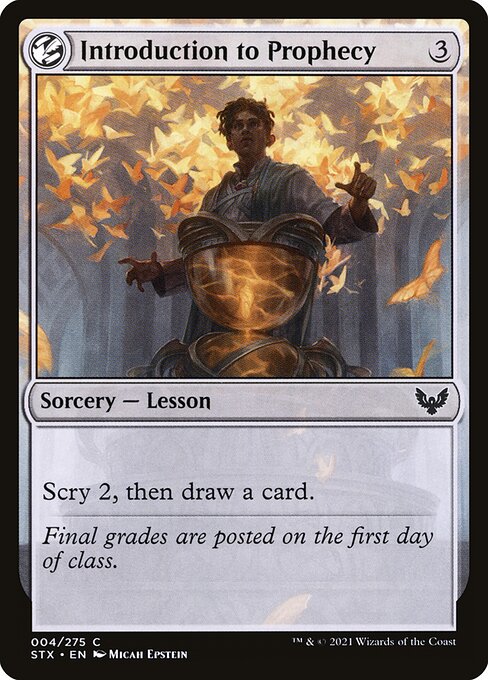 Introduction to Prophecy 3
Sorcery — Lesson
Scry 2, then draw a card.
Final grades are posted on the first day
of class.
004/275 C
STX • EN Micah Epstein
™ & © 2021 Wizards of the Coast